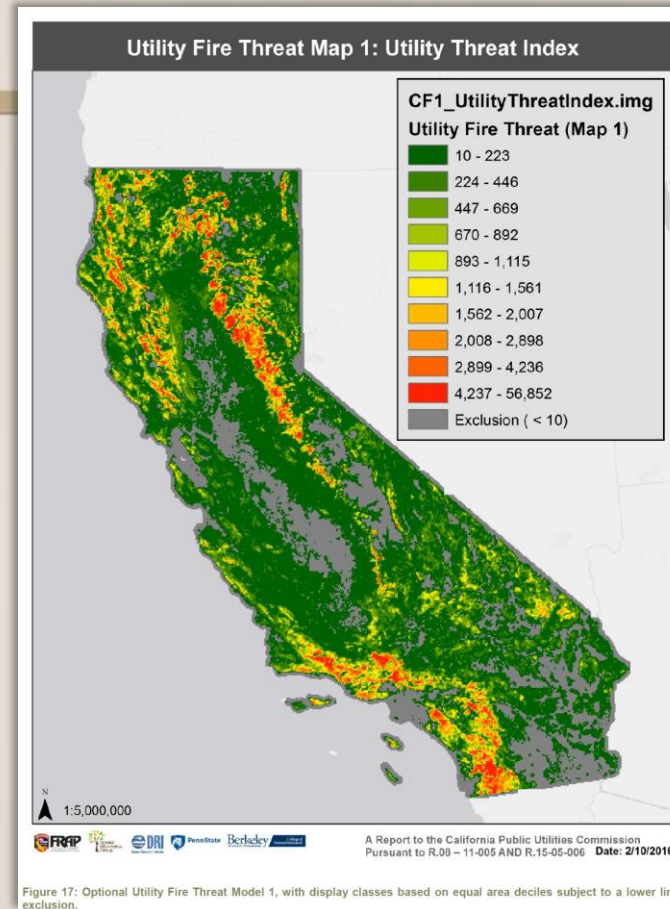 Utility Fire Threat Map 1: Utility Threat Index
CF1_UtilityThreatIndex.img
Utility Fire Threat (Map 1)
10 - 223
224 - 446
447 - 669
670 - 892
893 - 1,115
1,116 - 1,561
1,562 - 2,007
2,008 - 2,898
2,899 - 4,236
4,237 - 56,852
Exclusion ( < 10)
N
1:5,000,000
FRAP
DRI
PennState
Berkeley
A Report to the California Public Utilities Commission
Pursuant to R.08 – 11-005 AND R.15-05-006 Date: 2/10/2016
Figure 17: Optional Utility Fire Threat Model 1, with display classes based on equal area deciles subject to a lower
exclusion.